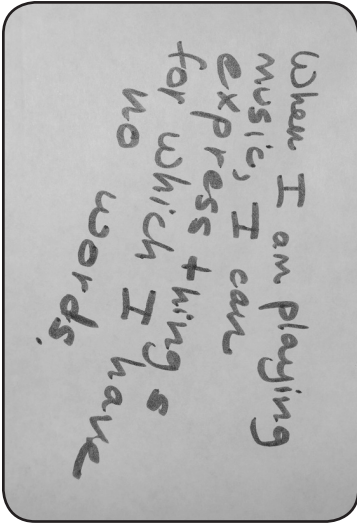 When I am playing
music, I can
express things
for which I have
no words.